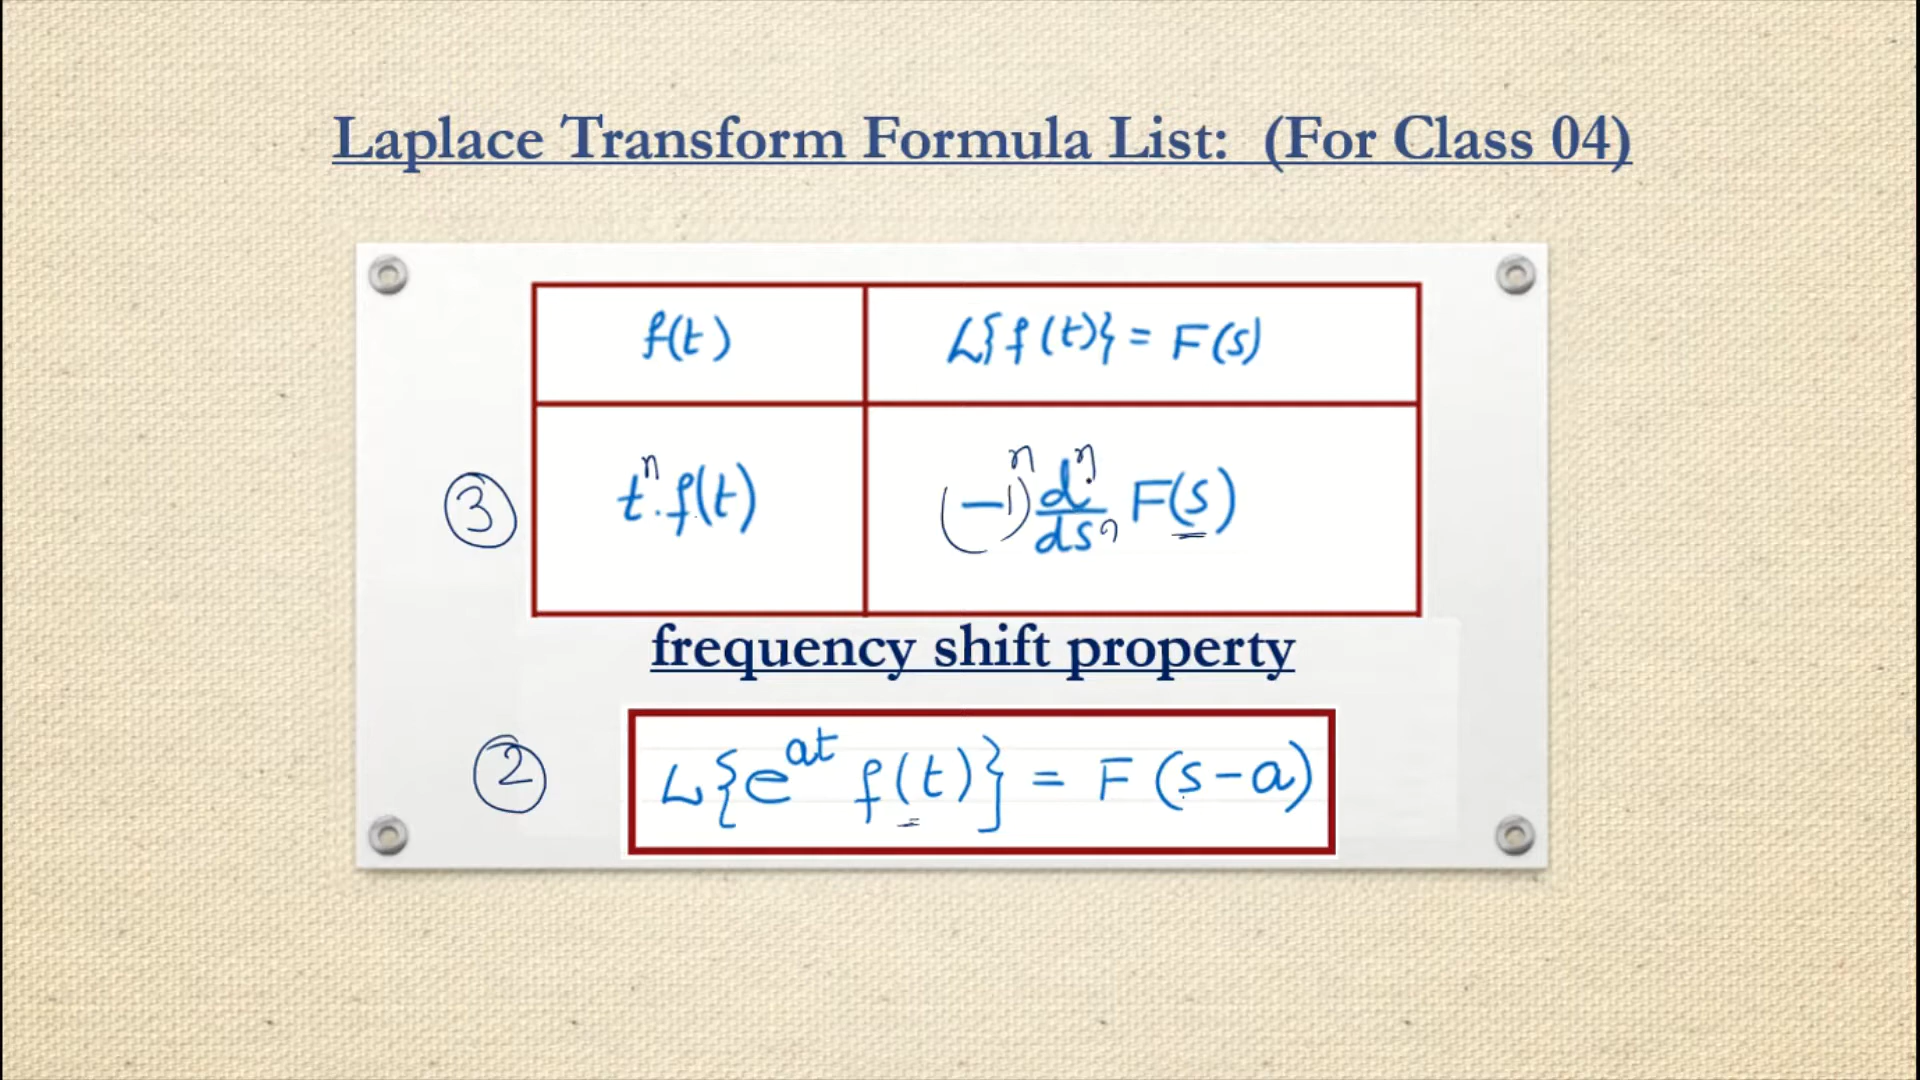 Laplace Transform Formula List: (For Class 04)
f(t) L{f(t)} = F(s)
③ tⁿ.f(t) (-1)ⁿ dⁿ/dsⁿ F(s)
frequency shift property
② L{e^at f(t)} = F(s-a)